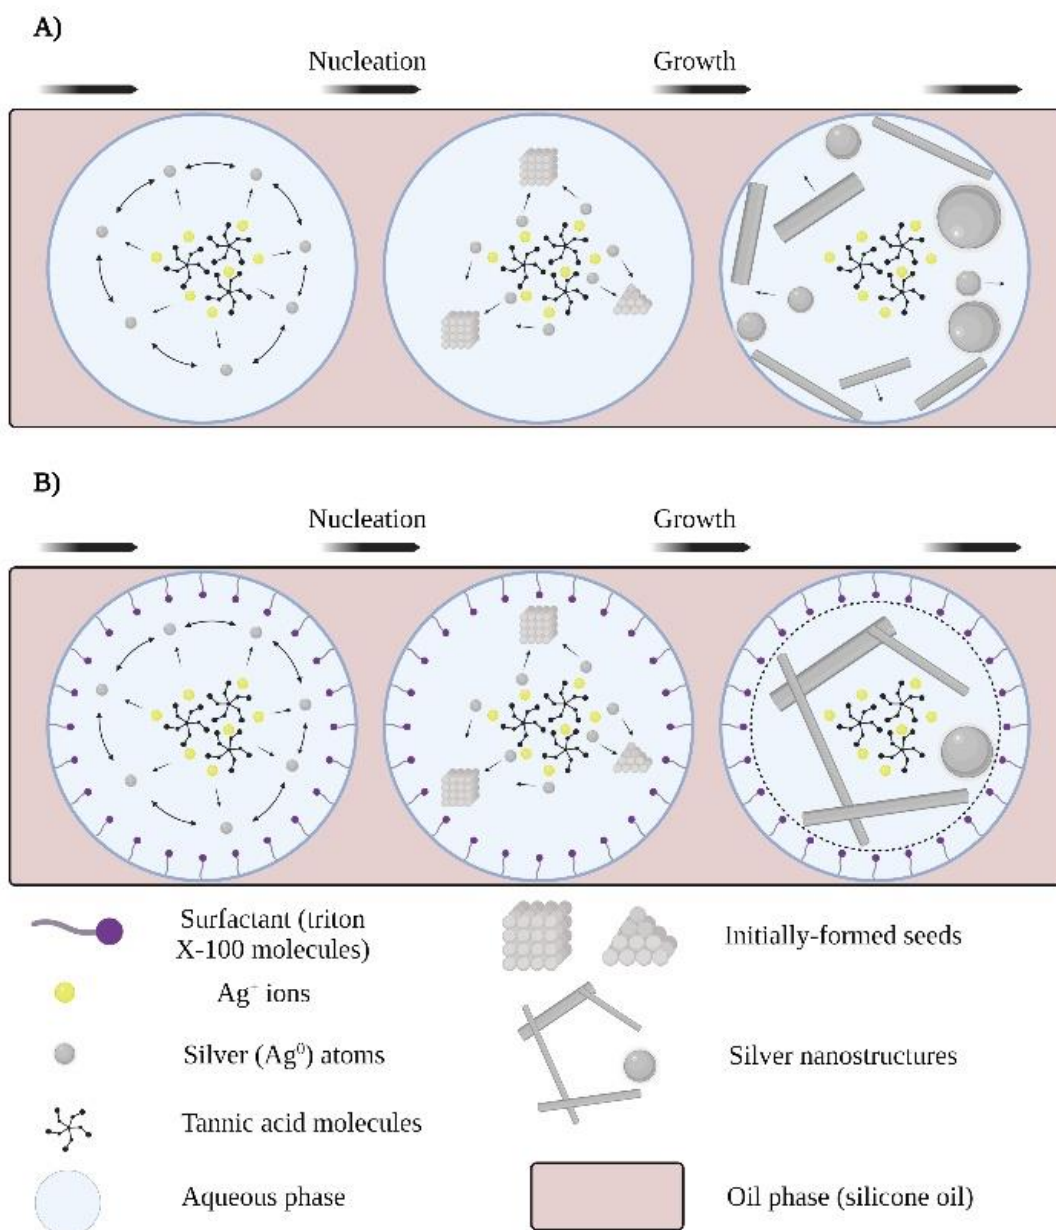 A)
Nucleation
Growth
B)
Nucleation
Growth
Surfactant (triton
X-100 molecules)
Initially-formed seeds
Ag⁺ ions
Silver (Ag⁰) atoms
Silver nanostructures
Tannic acid molecules
Aqueous phase
Oil phase (silicone oil)